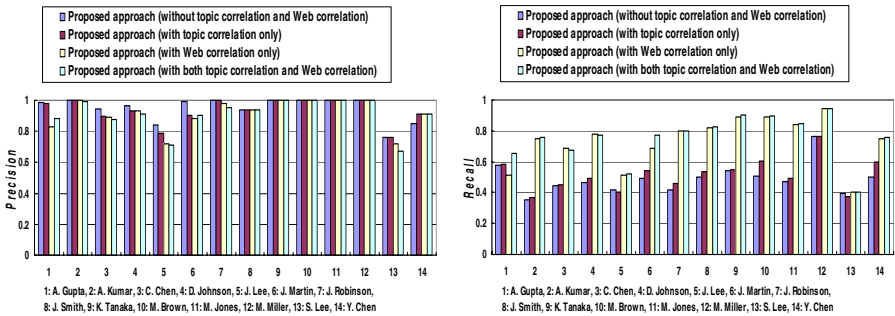 Proposed approach (without topic correlation and Web correlation)
Proposed approach (with topic correlation only)
Proposed approach (with Web correlation only)
Proposed approach (with both topic correlation and Web correlation)
Precision
1
0.8
0.6
0.4
0.2
0
1 2 3 4 5 6 7 8 9 10 11 12 13 14
1: A. Gupta, 2: A. Kumar, 3: C. Chen, 4: D. Johnson, 5: J. Lee, 6: J. Martin, 7: J. Robinson,
8: J. Smith, 9: K. Tanaka, 10: M. Brown, 11: M. Jones, 12: M. Miller, 13: S. Lee, 14: Y. Chen
Proposed approach (without topic correlation and Web correlation)
Proposed approach (with topic correlation only)
Proposed approach (with Web correlation only)
Proposed approach (with both topic correlation and Web correlation)
Recall
1
0.8
0.6
0.4
0.2
0
1 2 3 4 5 6 7 8 9 10 11 12 13 14
1: A. Gupta, 2: A. Kumar, 3: C. Chen, 4: D. Johnson, 5: J. Lee, 6: J. Martin, 7: J. Robinson,
8: J. Smith, 9: K. Tanaka, 10: M. Brown, 11: M. Jones, 12: M. Miller, 13: S. Lee, 14: Y. Chen